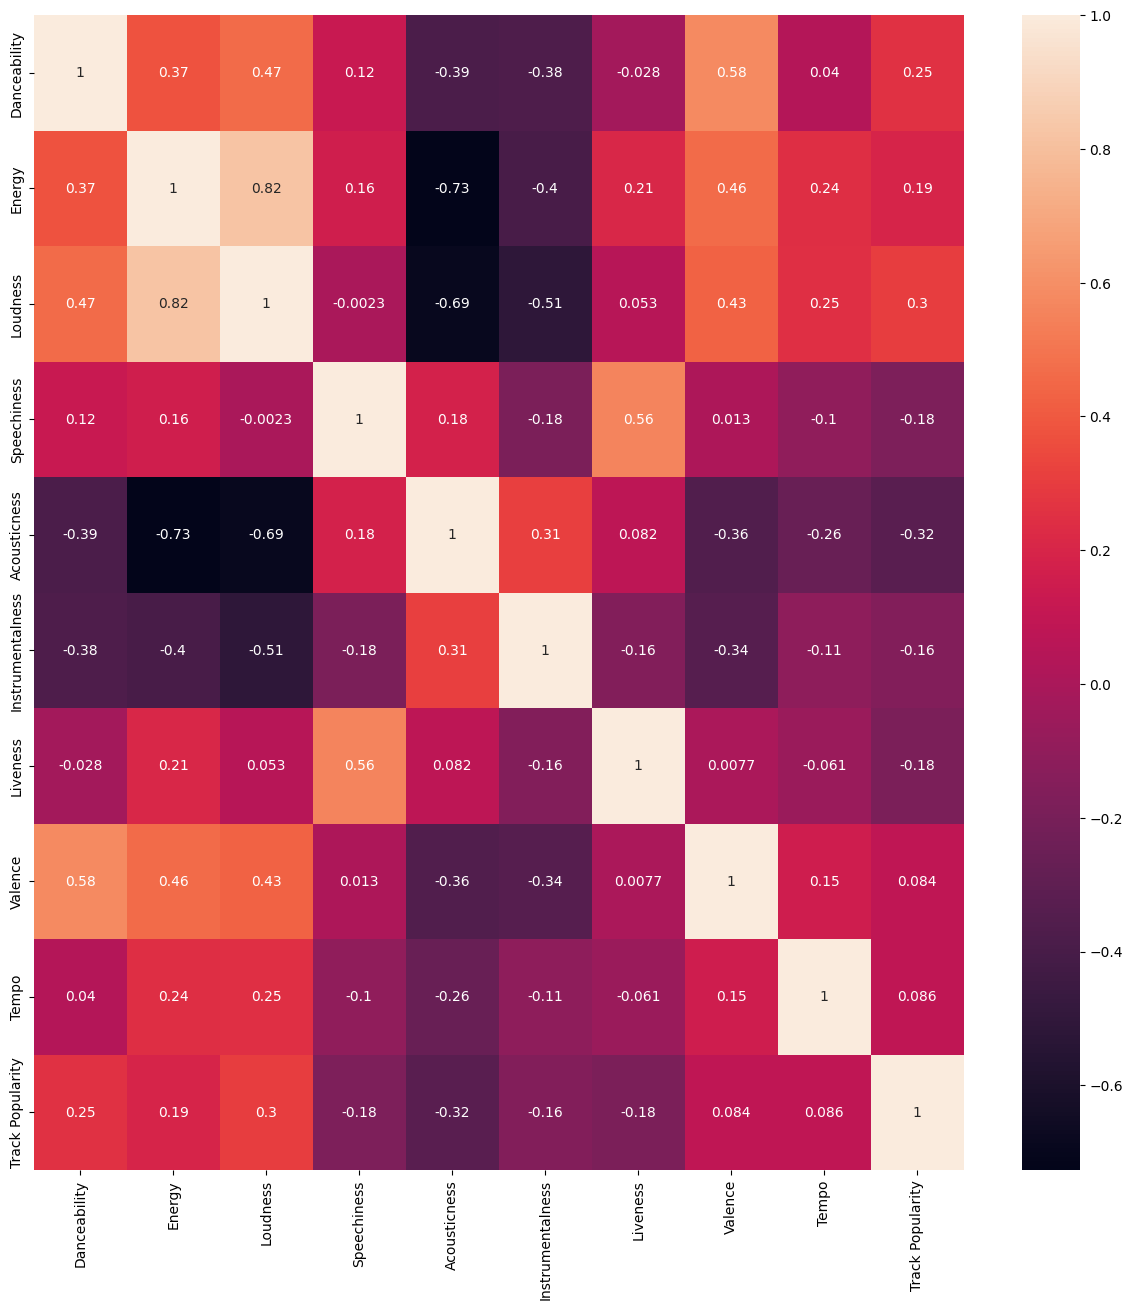 Danceability 1 0.37 0.47 0.12 -0.39 -0.38 -0.028 0.58 0.04 0.25
Energy 0.37 1 0.82 0.16 -0.73 -0.4 0.21 0.46 0.24 0.19
Loudness 0.47 0.82 1 -0.0023 -0.69 -0.51 0.053 0.43 0.25 0.3
Speechiness 0.12 0.16 -0.0023 1 0.18 -0.18 0.56 0.013 -0.1 -0.18
Acousticness -0.39 -0.73 -0.69 0.18 1 0.31 0.082 -0.36 -0.26 -0.32
Instrumentalness -0.38 -0.4 -0.51 -0.18 0.31 1 -0.16 -0.34 -0.11 -0.16
Liveness -0.028 0.21 0.053 0.56 0.082 -0.16 1 0.0077 -0.061 -0.18
Valence 0.58 0.46 0.43 0.013 -0.36 -0.34 0.0077 1 0.15 0.084
Tempo 0.04 0.24 0.25 -0.1 -0.26 -0.11 -0.061 0.15 1 0.086
Track Popularity 0.25 0.19 0.3 -0.18 -0.32 -0.16 -0.18 0.084 0.086 1
Danceability
Energy
Loudness
Speechiness
Acousticness
Instrumentalness
Liveness
Valence
Tempo
Track Popularity
1.0
0.8
0.6
0.4
0.2
0.0
−0.2
−0.4
−0.6